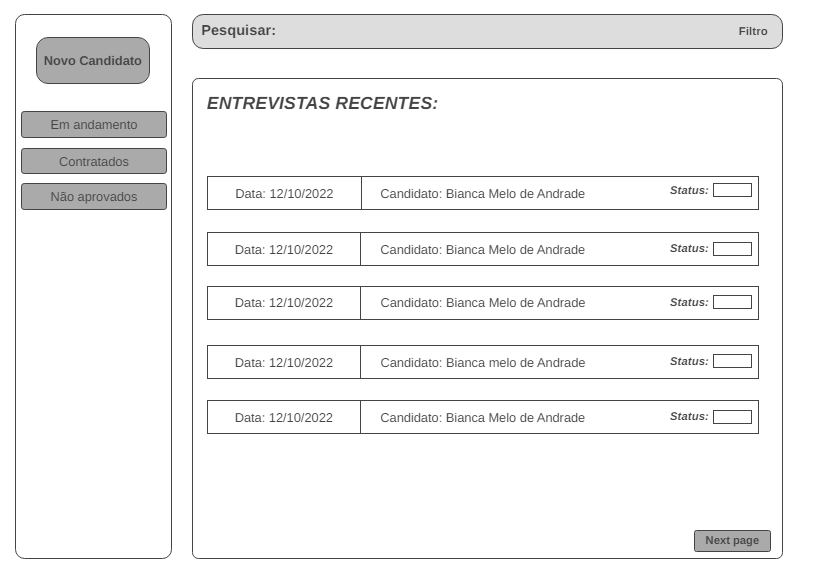 Novo Candidato
Em andamento
Contratados
Não aprovados
Pesquisar:
Filtro
ENTREVISTAS RECENTES:
Data: 12/10/2022 Candidato: Bianca Melo de Andrade Status:
Data: 12/10/2022 Candidato: Bianca Melo de Andrade Status:
Data: 12/10/2022 Candidato: Bianca Melo de Andrade Status:
Data: 12/10/2022 Candidato: Bianca melo de Andrade Status:
Data: 12/10/2022 Candidato: Bianca Melo de Andrade Status:
Next page